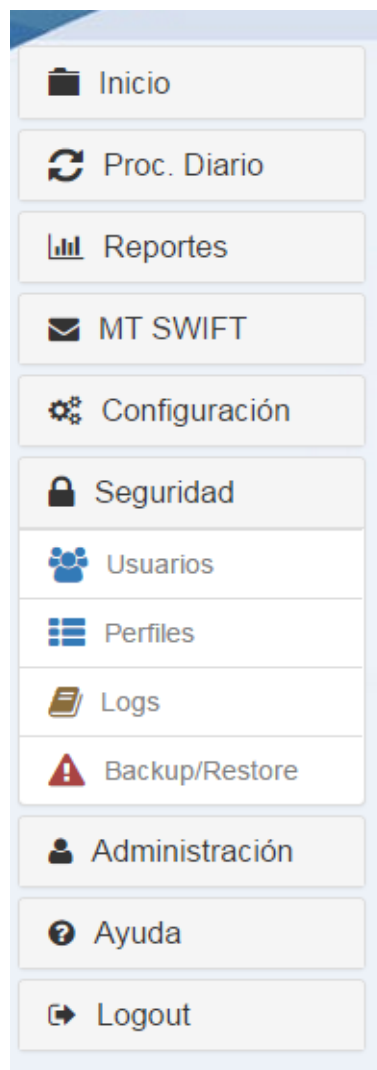 Inicio
Proc. Diario
Reportes
MT SWIFT
Configuración
Seguridad
Usuarios
Perfiles
Logs
Backup/Restore
Administración
Ayuda
Logout